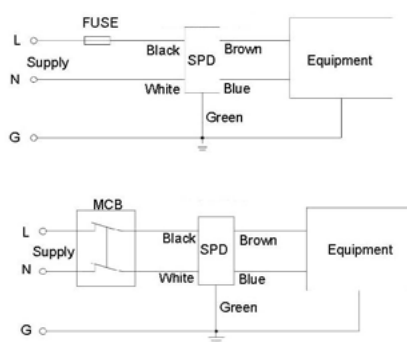 FUSE
L
Black
Brown
Supply
SPD
Equipment
N
White
Blue
Green
G
MCB
L
Black
Brown
Supply
SPD
Equipment
N
White
Blue
Green
G